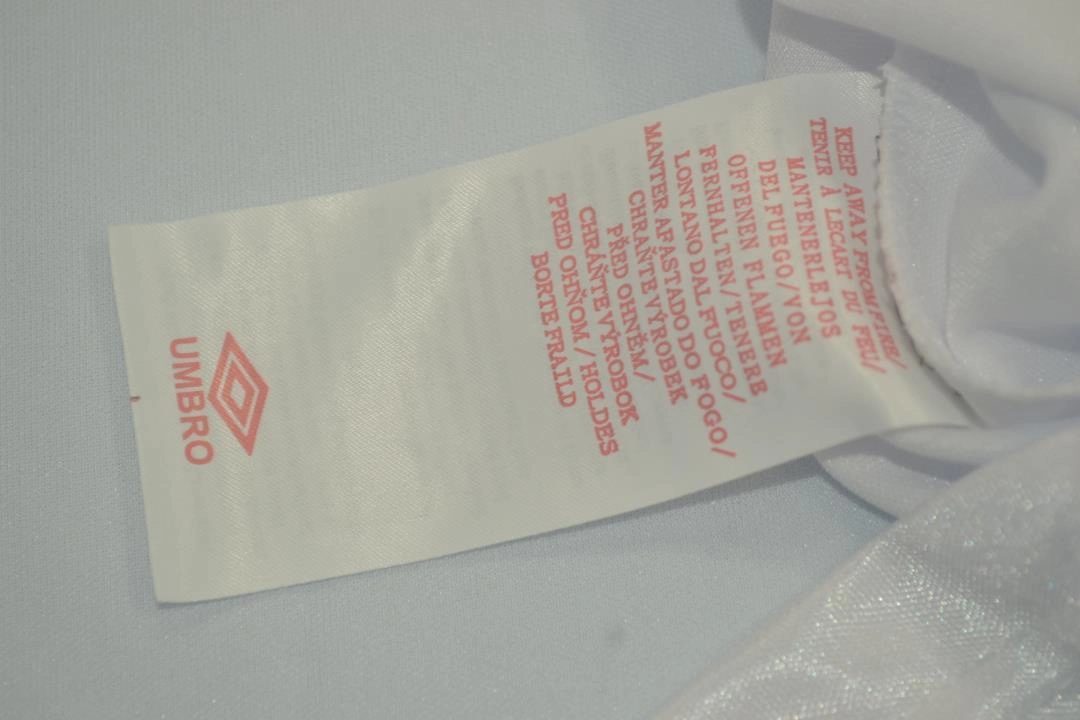 KEEP AWAY FROM FIRE/
TENIR À LECART DU FEU/
MANTENERLEJOS
DEL FUEGO/VON
OFFENEN FLAMMEN
FERNHALTEN/TENERE
LONTANO DAL FUOCO/
MANTER AFASTADO DO FOGO/
CHRAŇTE VÝROBEK
PŘED OHNĚM/
CHRÁŇTE VÝROBOK
PRED OHŇOM/HOLDES
BORTE FRA ILD
UMBRO